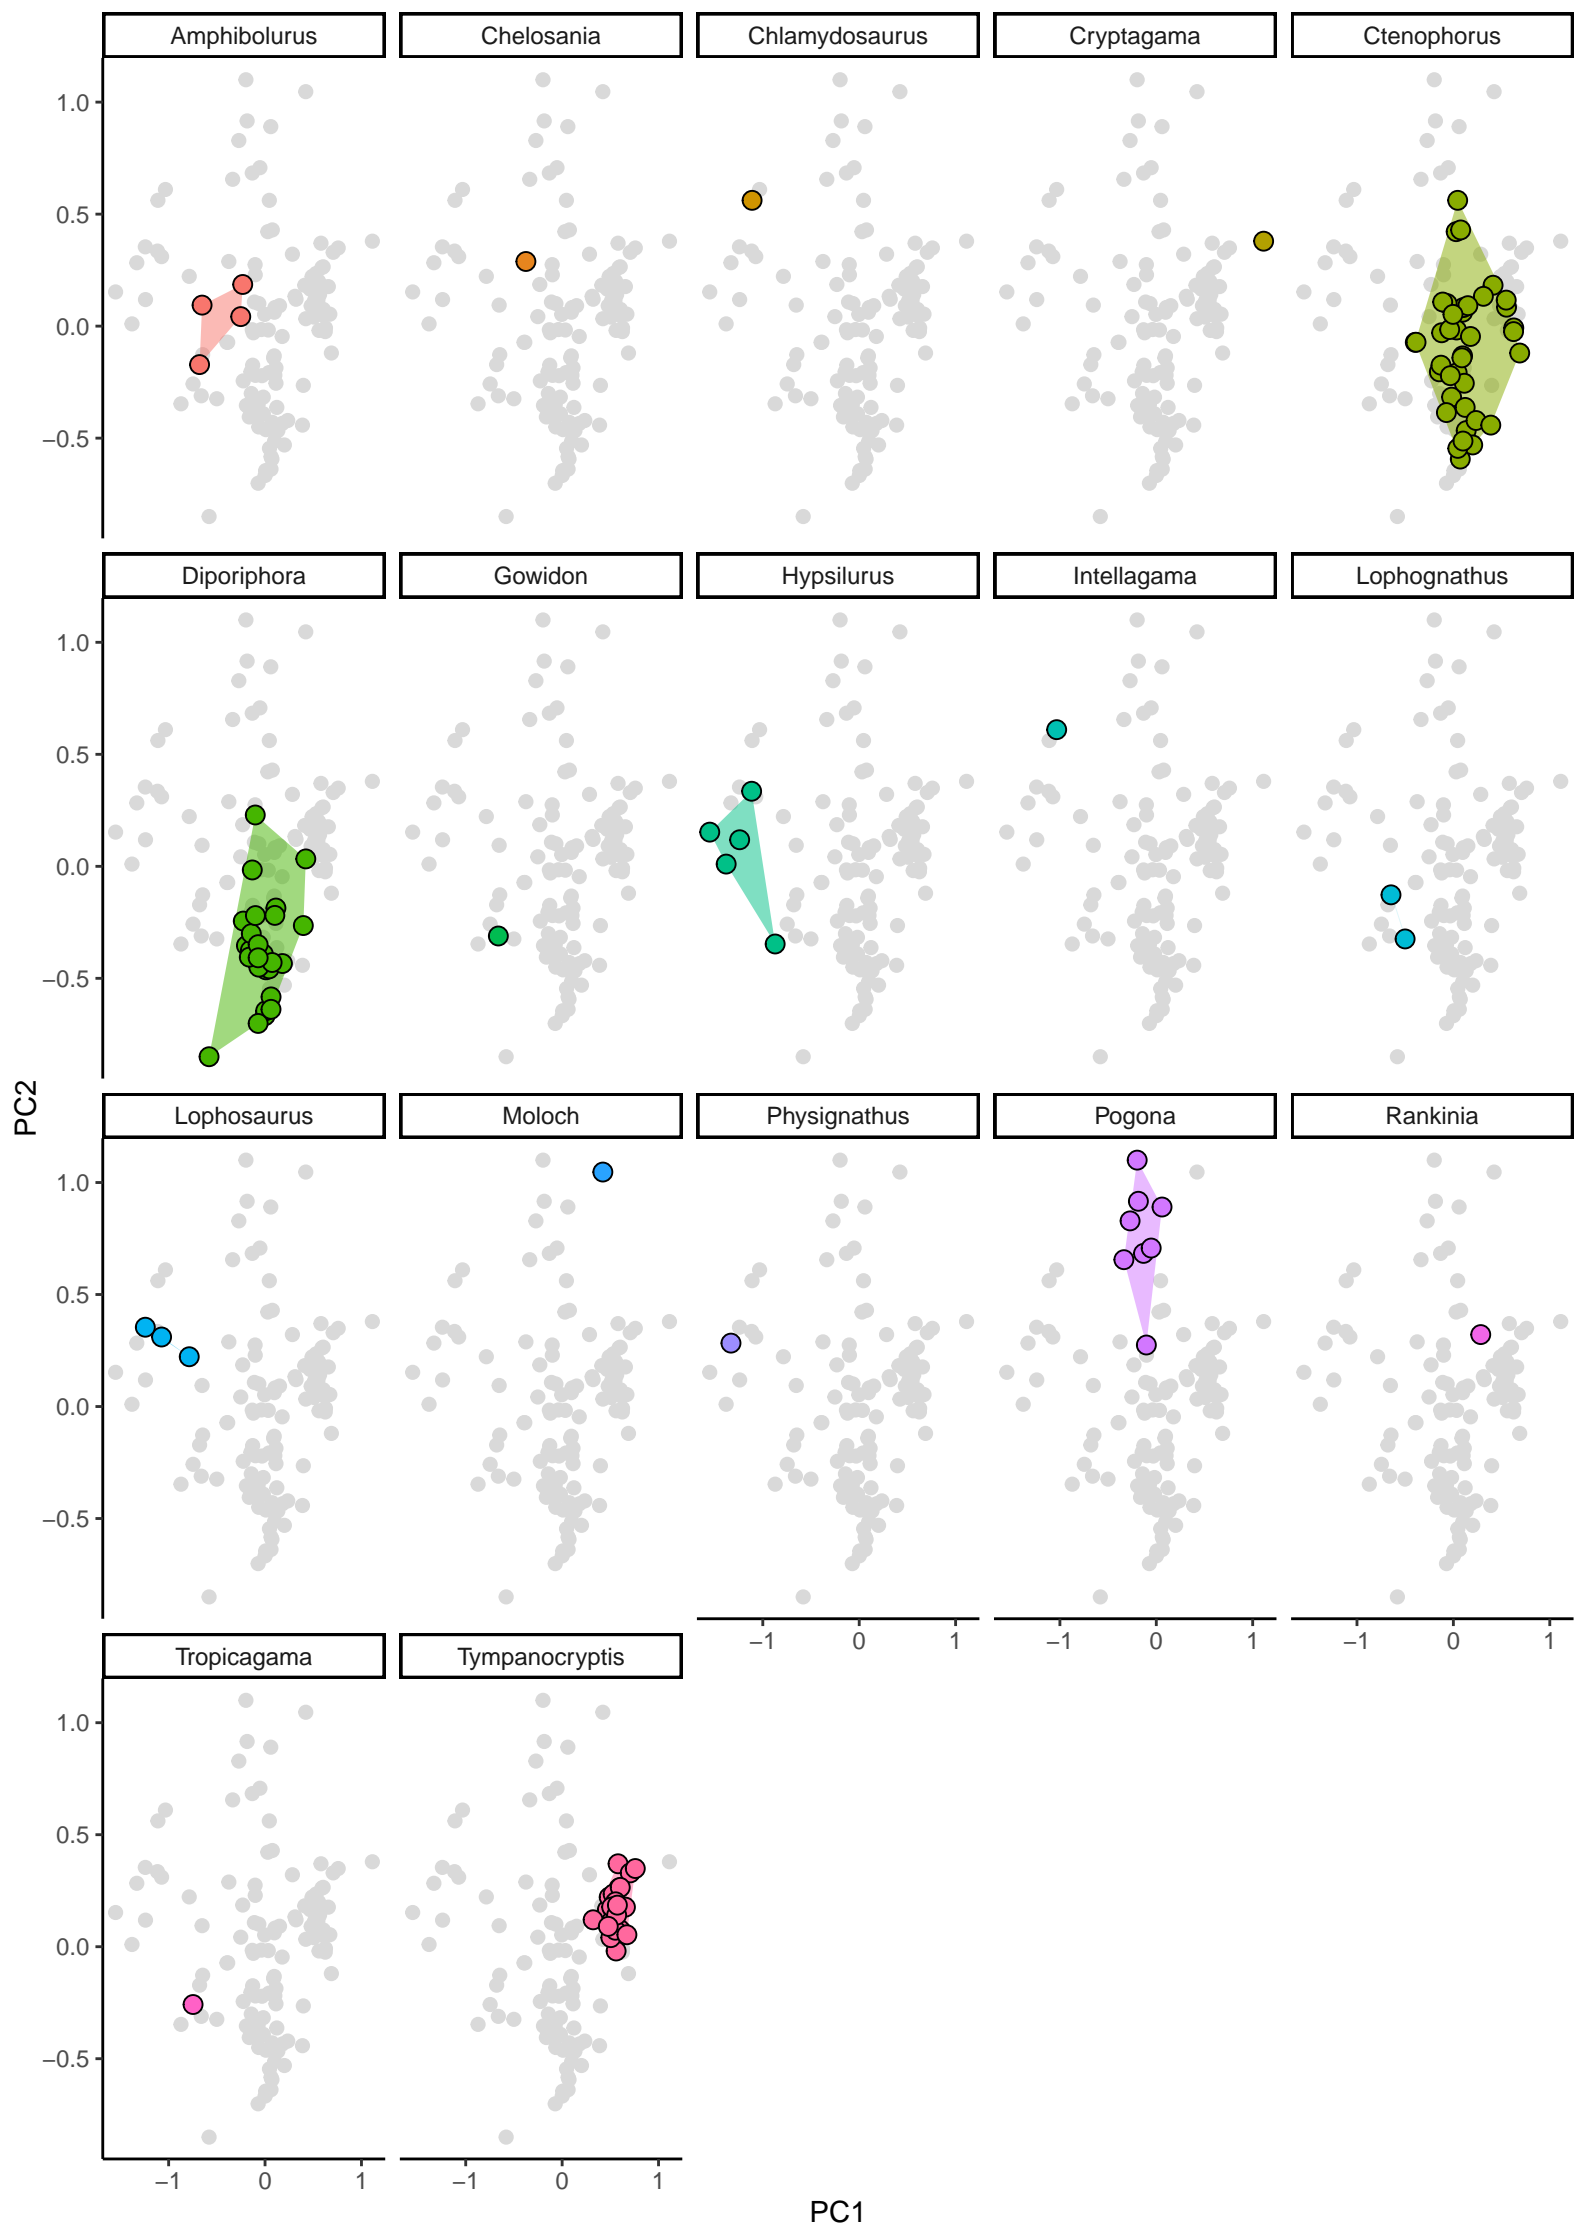 Amphibolurus Chelosania Chlamydosaurus Cryptagama Ctenophorus
1.0
0.5
0.0
−0.5
Diporiphora Gowidon Hypsilurus Intellagama Lophognathus
1.0
0.5
0.0
−0.5
Lophosaurus Moloch Physignathus Pogona Rankinia
1.0
0.5
0.0
−0.5
−1 0 1 −1 0 1 −1 0 1
Tropicagama Tympanocryptis
1.0
0.5
0.0
−0.5
−1 0 1 −1 0 1
PC2
PC1